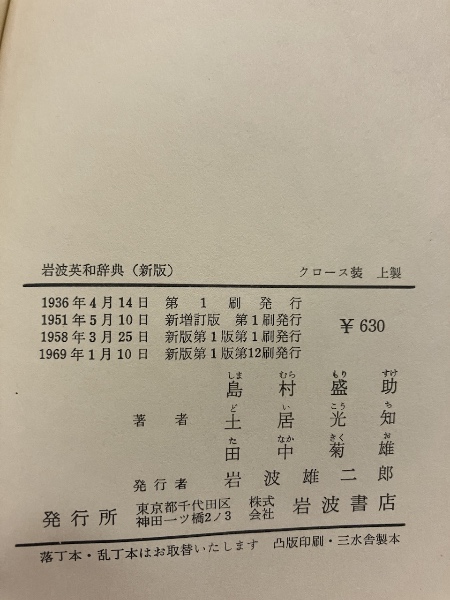 岩波英和辞典(新版) クロース装 上製
1936年4月14日 第1刷発行
1951年5月10日 新増訂版 第1刷発行
1958年3月25日 新版第1版第1刷発行
1969年1月10日 新版第1版第12刷発行
¥630
しま むら もり すけ
島村盛助
ど い こう ち
著者 土居光知
た なか きく お
田中菊雄
発行者 岩波雄二郎
発行所 東京都千代田区神田一ツ橋2ノ3 株式会社 岩波書店
落丁本・乱丁本はお取替いたします 凸版印刷・三水舎製本